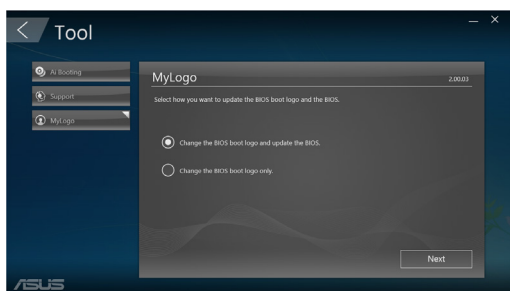 Tool
Ai Booting
Support
MyLogo
MyLogo
2.00.03
Select how you want to update the BIOS boot logo and the BIOS.
Change the BIOS boot logo and update the BIOS.
Change the BIOS boot logo only.
Next
ASUS